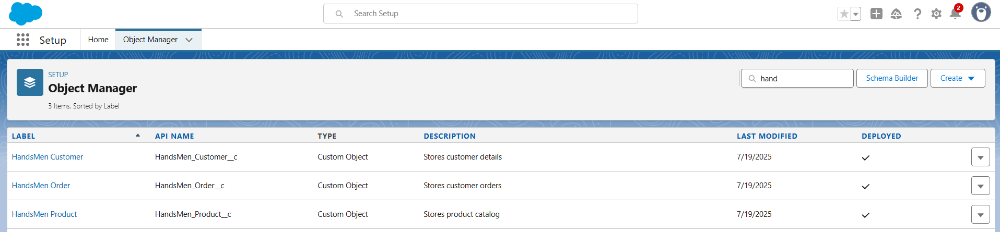 Search Setup
2
Setup Home Object Manager
SETUP
Object Manager
3 Items, Sorted by Label
hand Schema Builder Create
LABEL API NAME TYPE DESCRIPTION LAST MODIFIED DEPLOYED
HandsMen Customer HandsMen_Customer__c Custom Object Stores customer details 7/19/2025
HandsMen Order HandsMen_Order__c Custom Object Stores customer orders 7/19/2025
HandsMen Product HandsMen_Product__c Custom Object Stores product catalog 7/19/2025